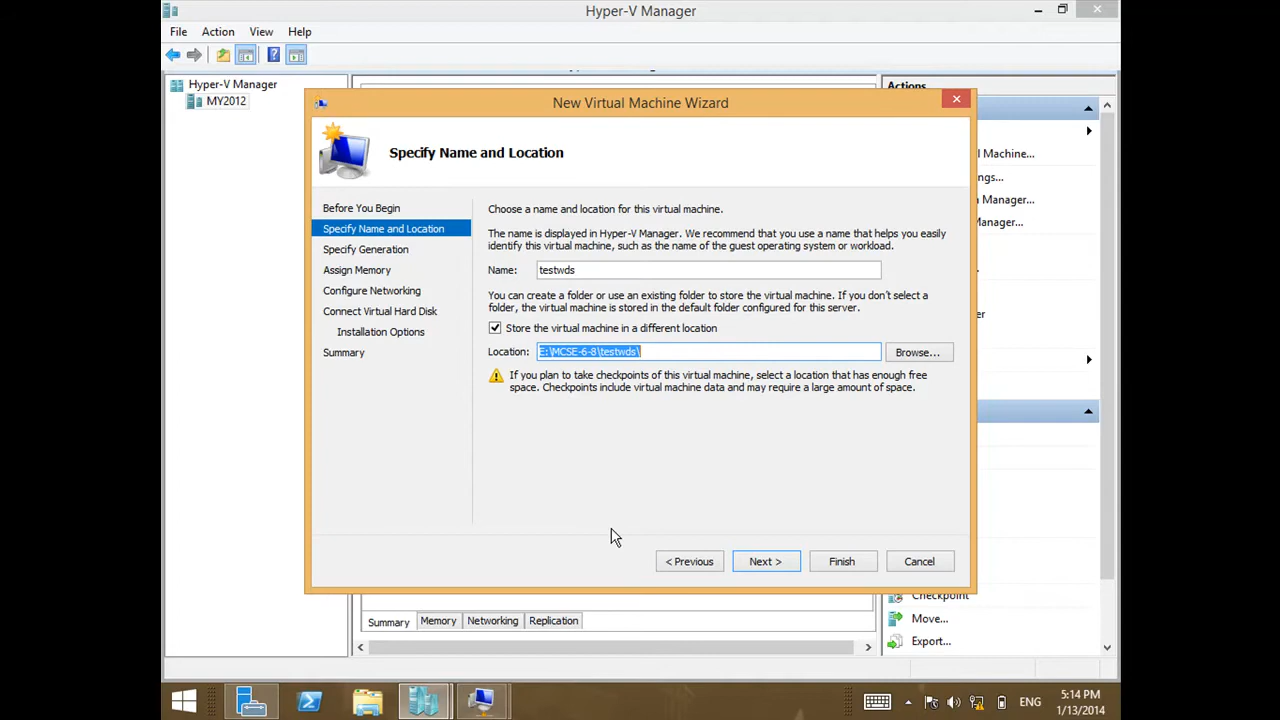 Hyper-V Manager
File Action View Help
Hyper-V Manager
MY2012
Actions
New Virtual Machine Wizard
Specify Name and Location
Before You Begin
Specify Name and Location
Specify Generation
Assign Memory
Configure Networking
Connect Virtual Hard Disk
Installation Options
Summary
Choose a name and location for this virtual machine.
The name is displayed in Hyper-V Manager. We recommend that you use a name that helps you easily
identify this virtual machine, such as the name of the guest operating system or workload.
Name: testwds
You can create a folder or use an existing folder to store the virtual machine. If you don't select a
folder, the virtual machine is stored in the default folder configured for this server.
Store the virtual machine in a different location
Location: E:\MCSE-6-8\testwds\ Browse...
If you plan to take checkpoints of this virtual machine, select a location that has enough free
space. Checkpoints include virtual machine data and may require a large amount of space.
< Previous Next > Finish Cancel
l Machine...
ngs...
n Manager...
Manager...
er
Checkpoint
Move...
Export...
Summary Memory Networking Replication
ENG
5:14 PM
1/13/2014